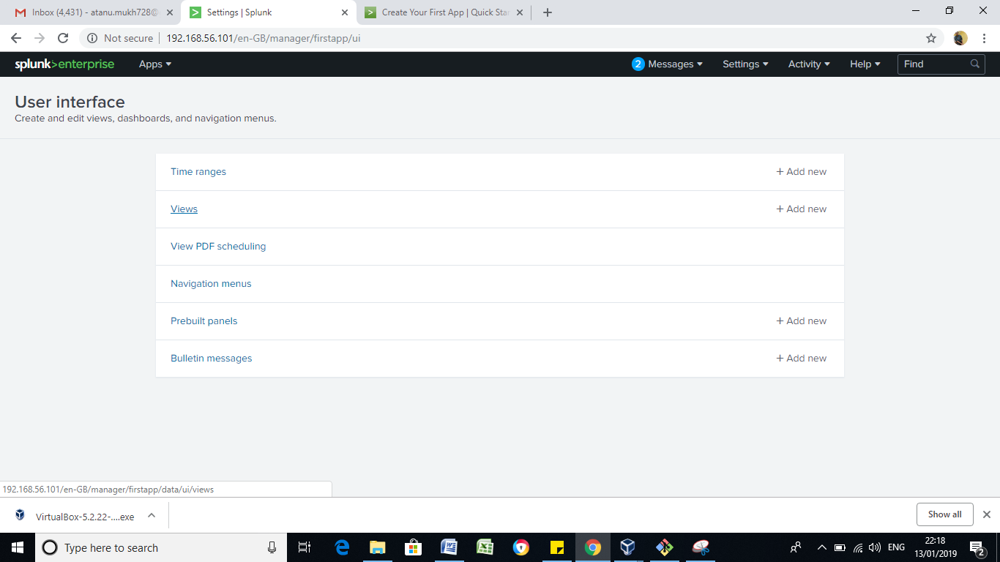 Inbox (4,431) - atanu.mukh728@
Settings | Splunk
Create Your First App | Quick Sta
Not secure
192.168.56.101/en-GB/manager/firstapp/ui
splunk>enterprise
Apps
2 Messages
Settings
Activity
Help
Find
User interface
Create and edit views, dashboards, and navigation menus.
Time ranges
+ Add new
Views
+ Add new
View PDF scheduling
Navigation menus
Prebuilt panels
+ Add new
Bulletin messages
+ Add new
192.168.56.101/en-GB/manager/firstapp/data/ui/views
VirtualBox-5.2.22-....exe
Show all
Type here to search
ENG
22:18
13/01/2019
2